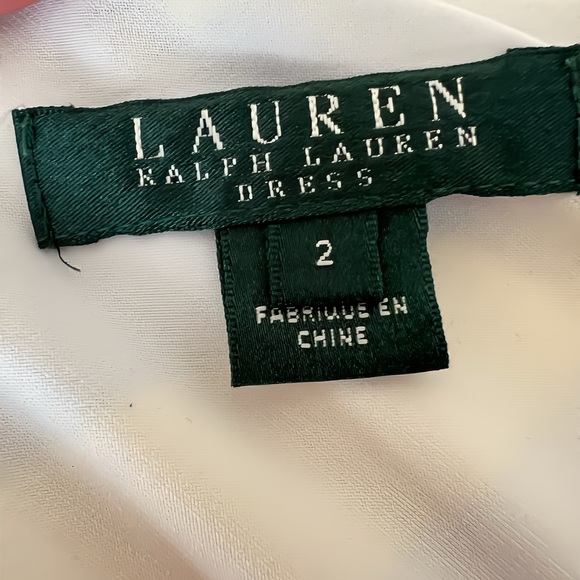 LAUREN
RALPH LAUREN
DRESS
2
FABRIQUE EN
CHINE